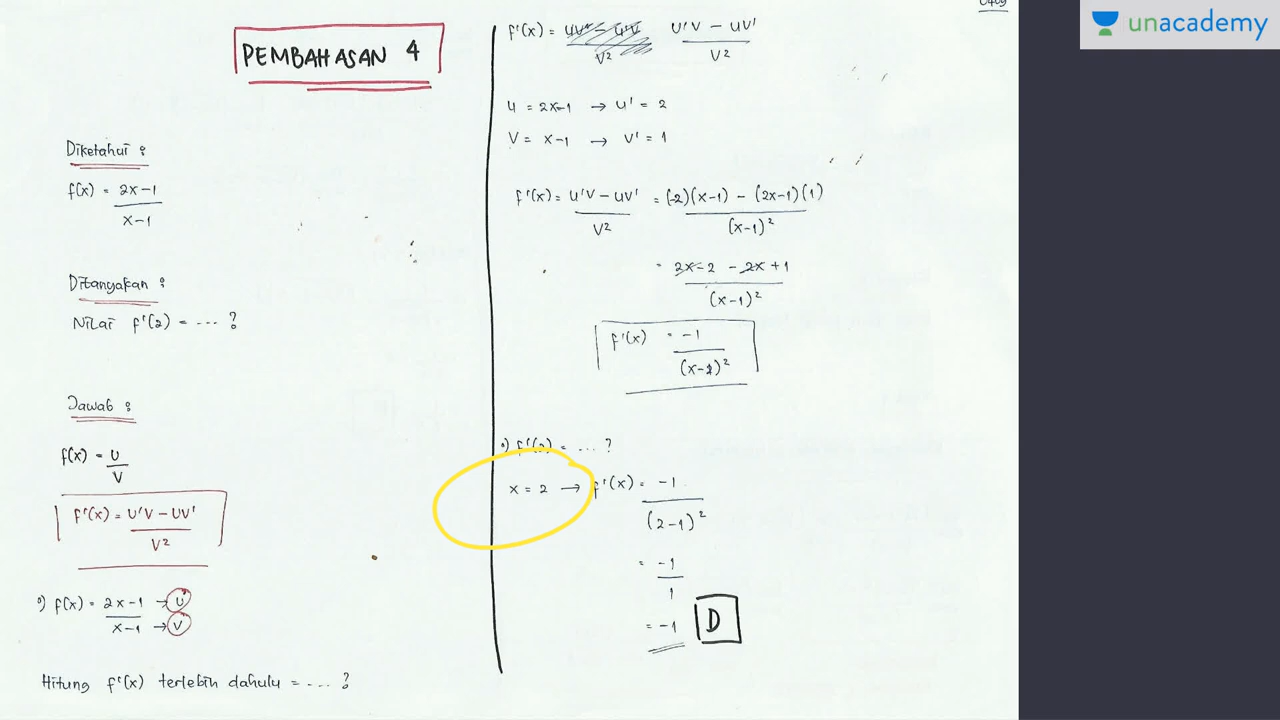 PEMBAHASAN 4
Diketahui :
f(x) = 2x-1
x-1
Ditanyakan :
Nilai f'(2) = .... ?
Jawab :
f(x) = U
V
f'(x) = U'V - UV'
V²
°) f(x) = 2x-1 → U
x-1 → V
Hitung f'(x) terlebih dahulu = .... ?
f'(x) = U'V - UV'
V² V²
U = 2x-1 → U' = 2
V = x-1 → V' = 1
f'(x) = U'V - UV' = (-2)(x-1) - (2x-1)(1)
V² (x-1)²
= 2x-2 - 2x+1
(x-1)²
f'(x) = -1
°) f'(2) = .... ?
x = 2 → f'(x) = -1
(2-1)²
= -1
1
= -1 D
unacademy